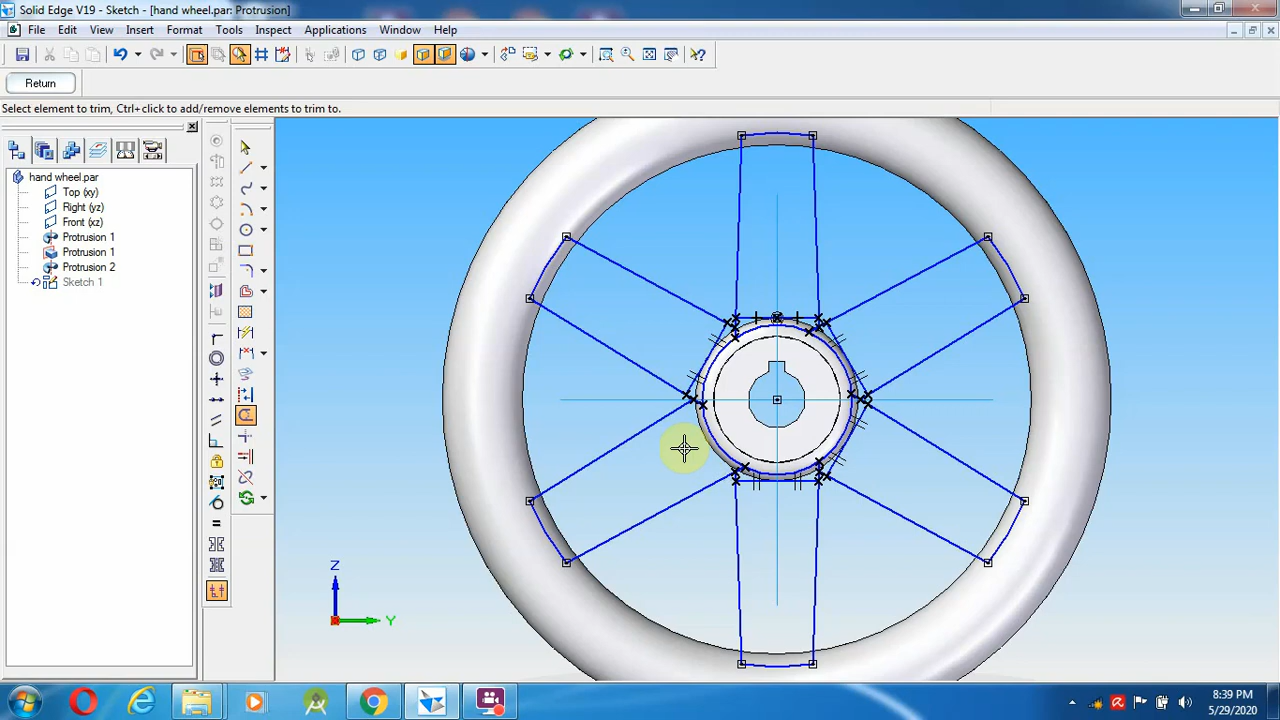 Solid Edge V19 - Sketch - [hand wheel.par: Protrusion]
File Edit View Insert Format Tools Inspect Applications Window Help
Return
Select element to trim, Ctrl+click to add/remove elements to trim to.
hand wheel.par
Top (xy)
Right (yz)
Front (xz)
Protrusion 1
Protrusion 1
Protrusion 2
Sketch 1
Z
Y
8:39 PM
5/29/2020